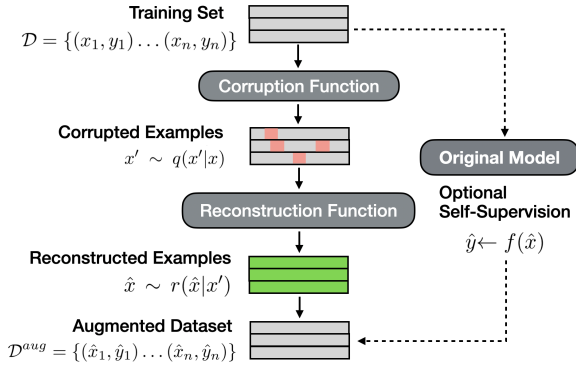 Training Set
𝒟 = {(x₁, y₁) … (xₙ, yₙ)}
Corruption Function
Corrupted Examples
x′ ∼ q(x′|x)
Original Model
Optional
Self-Supervision
Reconstruction Function
ŷ ← f(x̂)
Reconstructed Examples
x̂ ∼ r(x̂|x′)
Augmented Dataset
𝒟ᵃᵘᵍ = {(x̂₁, ŷ₁) … (x̂ₙ, ŷₙ)}